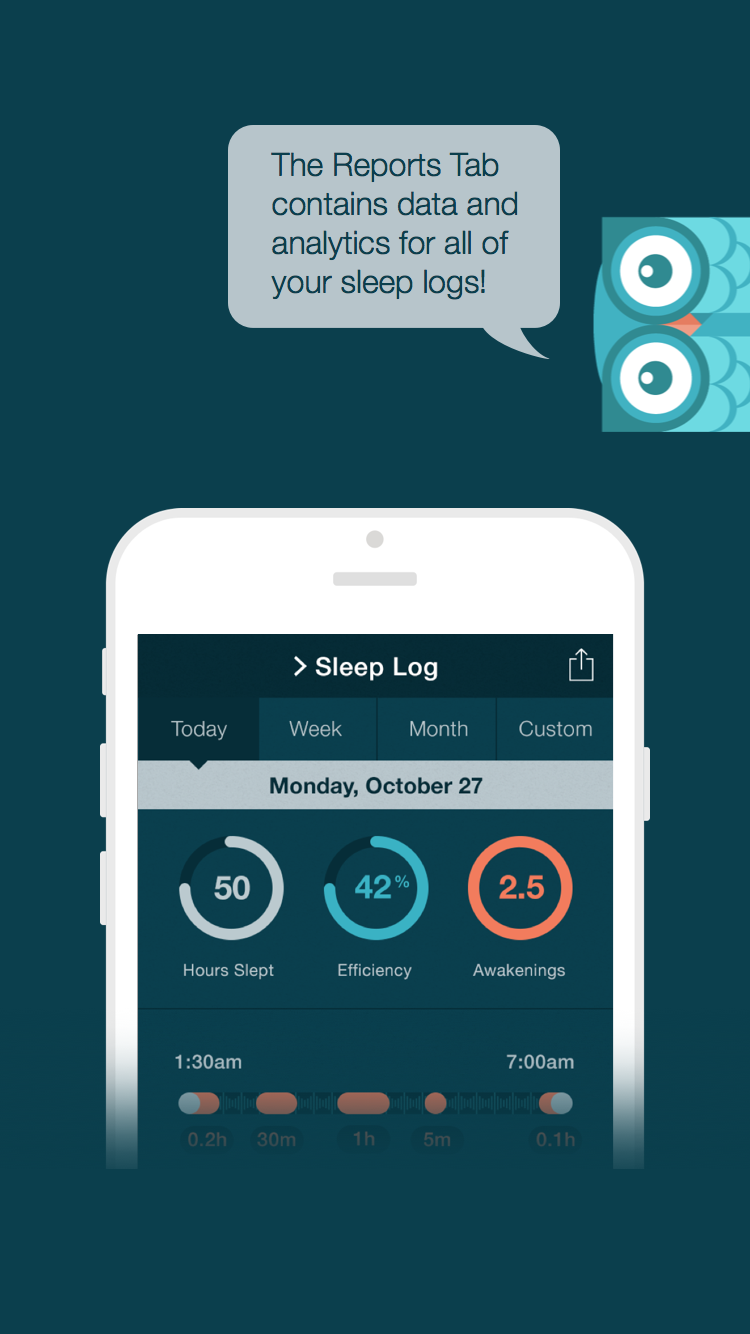 The Reports Tab
contains data and
analytics for all of
your sleep logs!
Sleep Log
Today Week Month Custom
Monday, October 27
50 42% 2.5
Hours Slept Efficiency Awakenings
1:30am 7:00am
0.2h 30m 1h 5m 0.1h